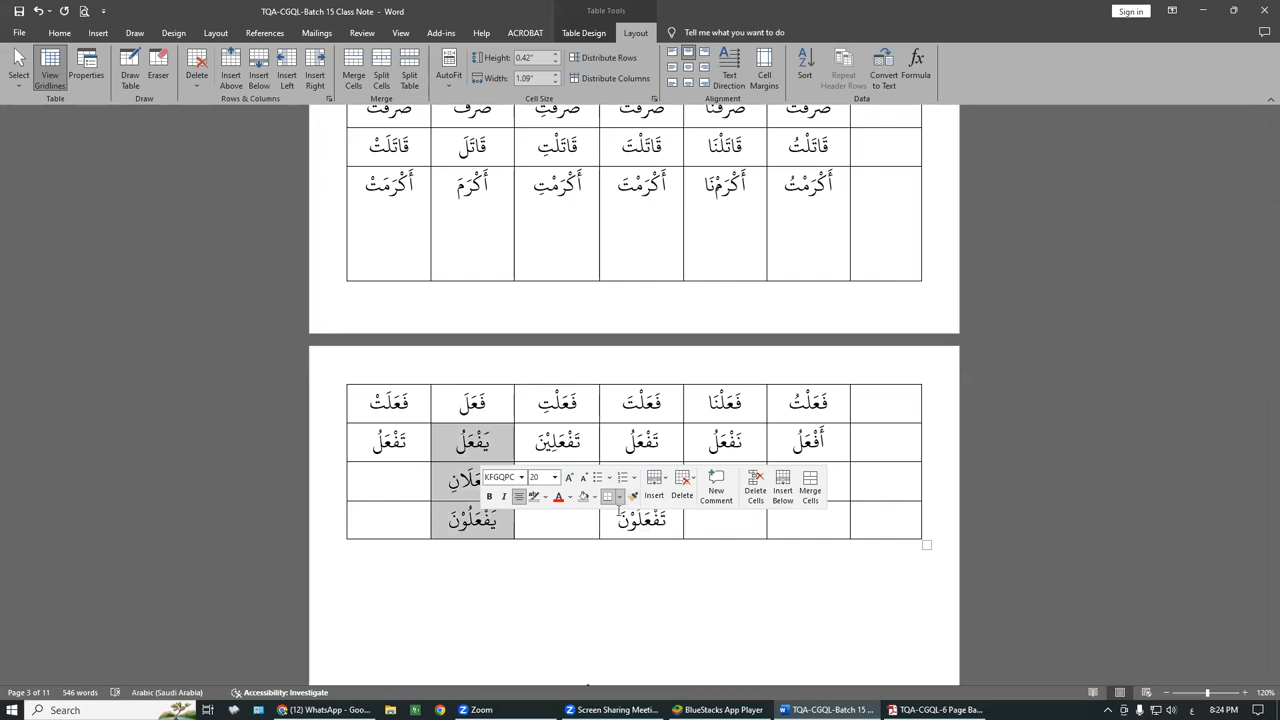 TQA-CGQL-Batch 15 Class Note - Word
Table Tools
Sign in
File Home Insert Draw Design Layout References Mailings Review View Add-ins Help ACROBAT Table Design Layout Tell me what you want to do
Select View Gridlines Properties Draw Table Eraser Delete Insert Above Insert Below Insert Left Insert Right Merge Cells Split Cells Split Table AutoFit Height: 0.42" Width: 1.09" Distribute Rows Distribute Columns Text Direction Cell Margins Sort Repeat Header Rows Convert to Text Formula
Table Draw Rows & Columns Merge Cell Size Alignment Data
قَاتَلْتُ قَاتَلْنَا قَاتَلْتَ قَاتَلْتِ قَاتَلَ قَاتَلَتْ
أَكْرَمْتُ أَكْرَمْنَا أَكْرَمْتَ أَكْرَمْتِ أَكْرَمَ أَكْرَمَتْ
فَعَلْتُ فَعَلْنَا فَعَلْتَ فَعَلْتِ فَعَلَ فَعَلَتْ
أَفْعَلُ نَفْعَلُ تَفْعَلُ تَفْعَلِيْنَ يَفْعَلُ تَفْعَلُ
KFGQPC 20 Insert Delete New Comment Delete Cells Insert Below Merge Cells
تَفْعَلُوْنَ يَفْعَلُوْنَ
Page 3 of 11 546 words Arabic (Saudi Arabia) Accessibility: Investigate 120%
Search (10) WhatsApp - Goo... Zoom Screen Sharing Meeti... BlueStacks App Player TQA-CGQL-Batch 15 ... TQA-CGQL-6 Page Ba... 8:24 PM